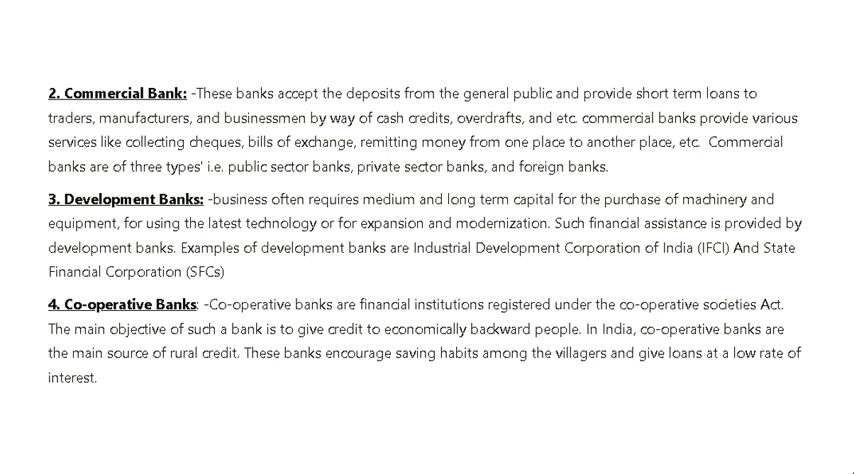 2. Commercial Bank: -These banks accept the deposits from the general public and provide short term loans to
traders, manufacturers, and businessmen by way of cash credits, overdrafts, and etc. commercial banks provide various
services like collecting cheques, bills of exchange, remitting money from one place to another place, etc.  Commercial
banks are of three types' i.e. public sector banks, private sector banks, and foreign banks.
3. Development Banks: -business often requires medium and long term capital for the purchase of machinery and
equipment, for using the latest technology or for expansion and modernization. Such financial assistance is provided by
development banks. Examples of development banks are Industrial Development Corporation of India (IFCI) And State
Financial Corporation (SFCs)
4. Co-operative Banks: -Co-operative banks are financial institutions registered under the co-operative societies Act.
The main objective of such a bank is to give credit to economically backward people. In India, co-operative banks are
the main source of rural credit. These banks encourage saving habits among the villagers and give loans at a low rate of
interest.